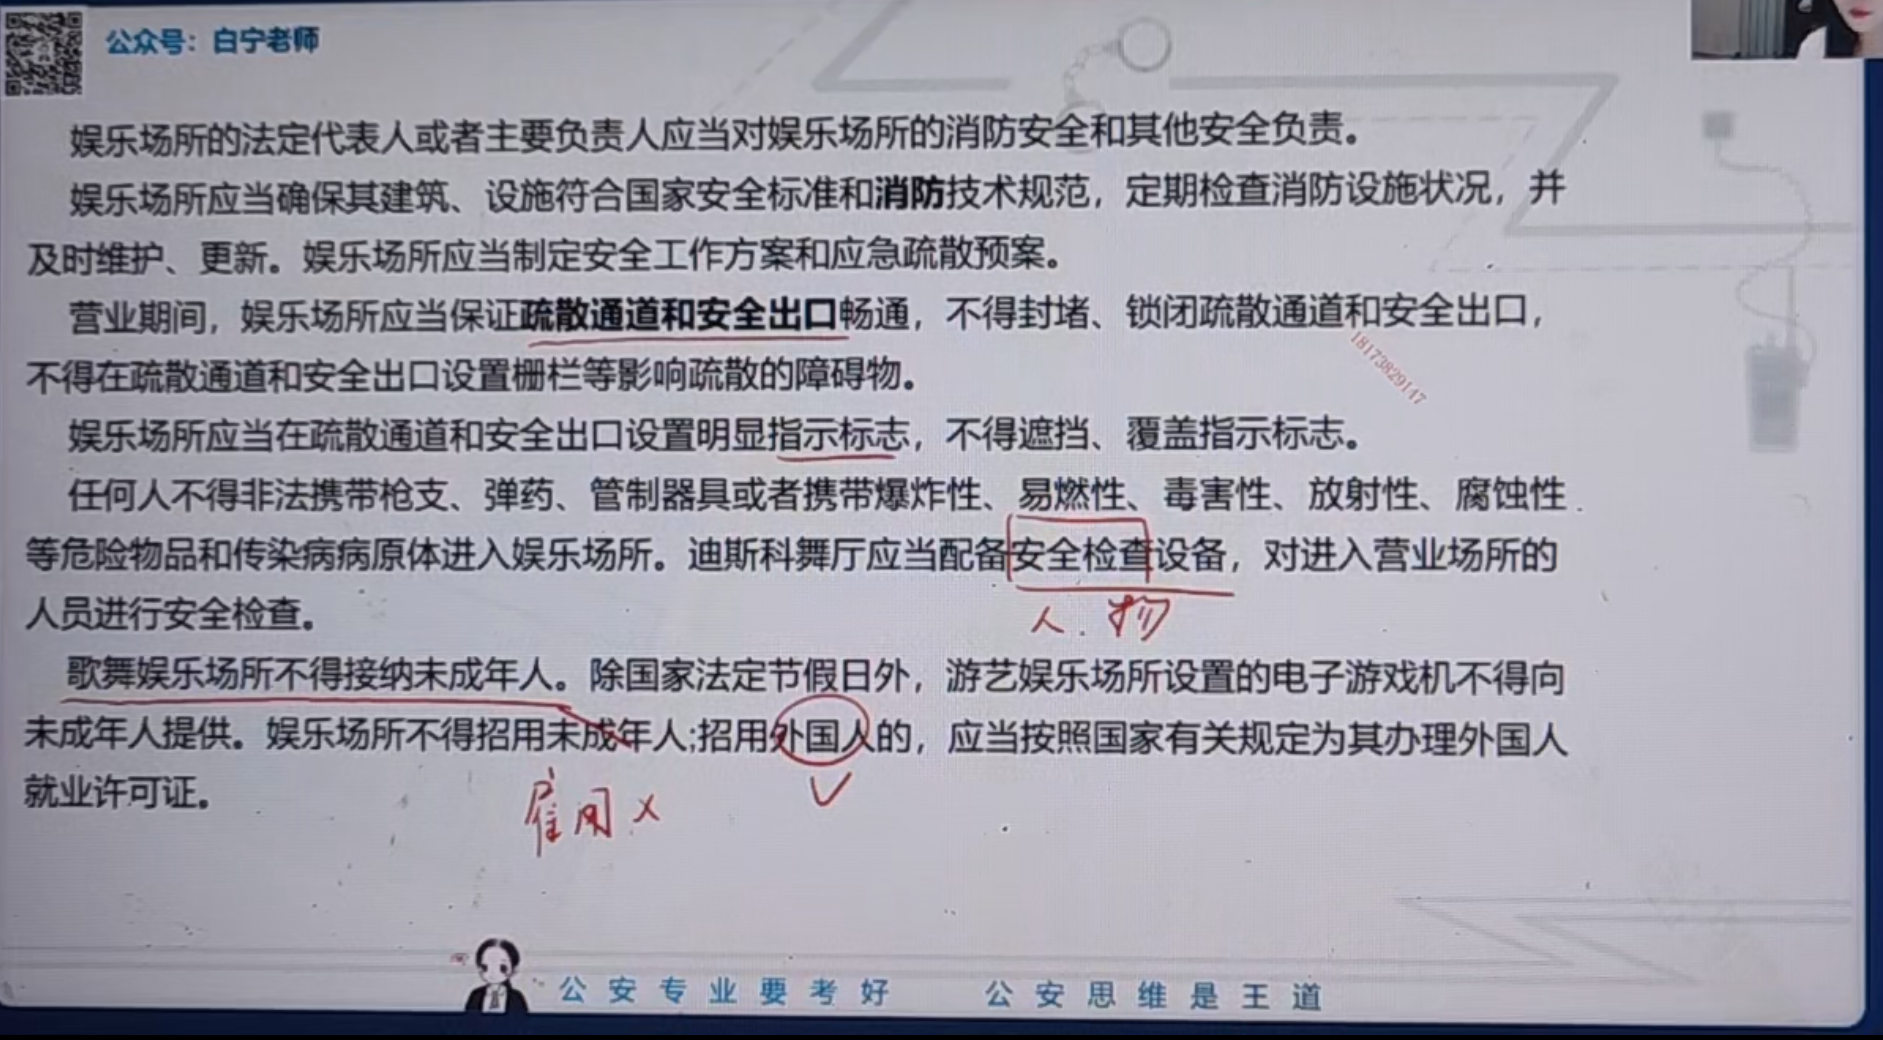 公众号：白宁老师
娱乐场所的法定代表人或者主要负责人应当对娱乐场所的消防安全和其他安全负责。
娱乐场所应当确保其建筑、设施符合国家安全标准和消防技术规范，定期检查消防设施状况，并
及时维护、更新。娱乐场所应当制定安全工作方案和应急疏散预案。
营业期间，娱乐场所应当保证疏散通道和安全出口畅通，不得封堵、锁闭疏散通道和安全出口，
不得在疏散通道和安全出口设置栅栏等影响疏散的障碍物。
18173829147
娱乐场所应当在疏散通道和安全出口设置明显指示标志，不得遮挡、覆盖指示标志。
任何人不得非法携带枪支、弹药、管制器具或者携带爆炸性、易燃性、毒害性、放射性、腐蚀性
等危险物品和传染病病原体进入娱乐场所。迪斯科舞厅应当配备安全检查设备，对进入营业场所的
人员进行安全检查。
人.物
歌舞娱乐场所不得接纳未成年人。除国家法定节假日外，游艺娱乐场所设置的电子游戏机不得向
未成年人提供。娱乐场所不得招用未成年人;招用外国人的，应当按照国家有关规定为其办理外国人
就业许可证。
雇用 ×
公安专业要考好 公安思维是王道